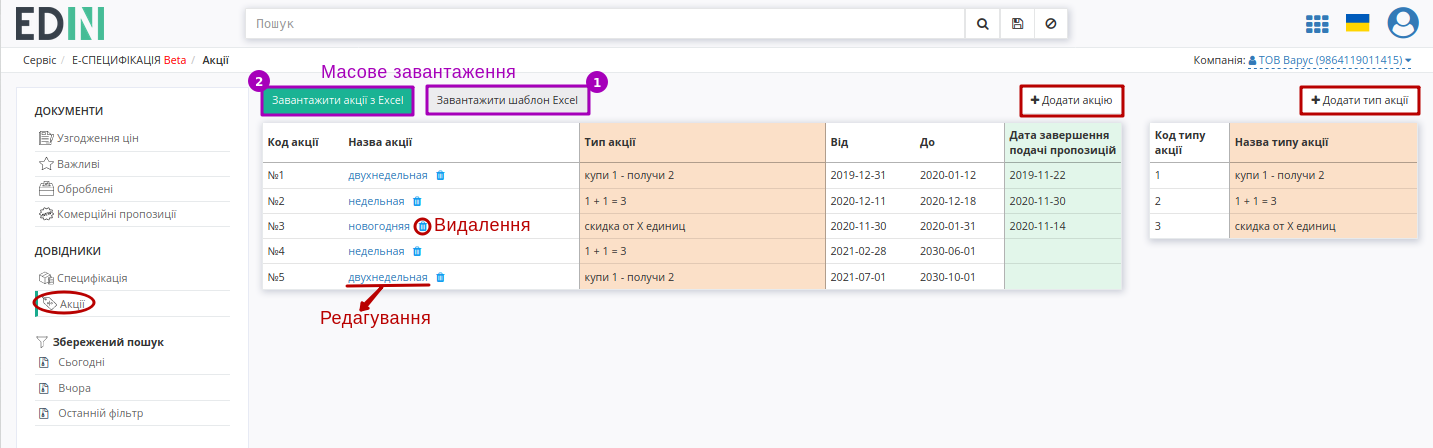 EDIN
Пошук
Сервіс / Е-СПЕЦИФІКАЦІЯ Beta / Акції
Компанія: ТОВ Варус (9864119011415)
Масове завантаження
2
1
Завантажити акції з Excel
Завантажити шаблон Excel
+ Додати акцію
+ Додати тип акції
ДОКУМЕНТИ
Узгодження цін
Важливі
Оброблені
Комерційні пропозиції
ДОВІДНИКИ
Специфікація
Акції
Збережений пошук
Сьогодні
Вчора
Останній фільтр
Код акції Назва акції Тип акції Від До Дата завершення подачі пропозицій
№1 двухнедельная купи 1 - получи 2 2019-12-31 2020-01-12 2019-11-22
№2 недельная 1 + 1 = 3 2020-12-11 2020-12-18 2020-11-30
№3 новогодняя скидка от X единиц 2020-11-30 2020-01-31 2020-11-14
Видалення
№4 недельная 1 + 1 = 3 2021-02-28 2030-06-01
№5 двухнедельная купи 1 - получи 2 2021-07-01 2030-10-01
Редагування
Код типу акції Назва типу акції
1 купи 1 - получи 2
2 1 + 1 = 3
3 скидка от X единиц